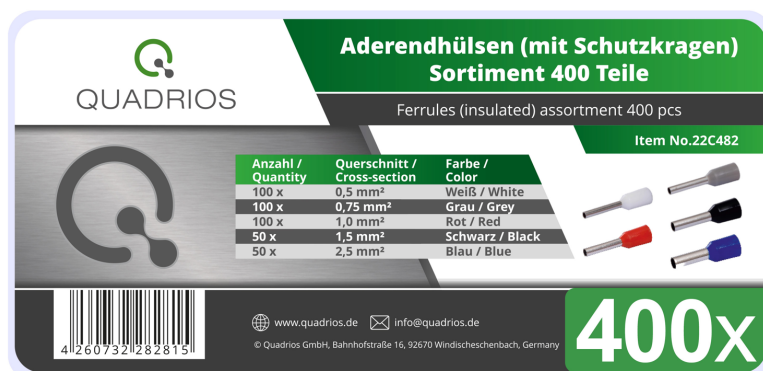 QUADRIOS
Aderendhülsen (mit Schutzkragen)
Sortiment 400 Teile
Ferrules (insulated) assortment 400 pcs
Item No.22C482
Anzahl / Quantity Querschnitt / Cross-section Farbe / Color
100 x 0,5 mm² Weiß / White
100 x 0,75 mm² Grau / Grey
100 x 1,0 mm² Rot / Red
50 x 1,5 mm² Schwarz / Black
50 x 2,5 mm² Blau / Blue
4 260732 282815
www.quadrios.de info@quadrios.de
© Quadrios GmbH, Bahnhofstraße 16, 92670 Windischeschenbach, Germany
400x